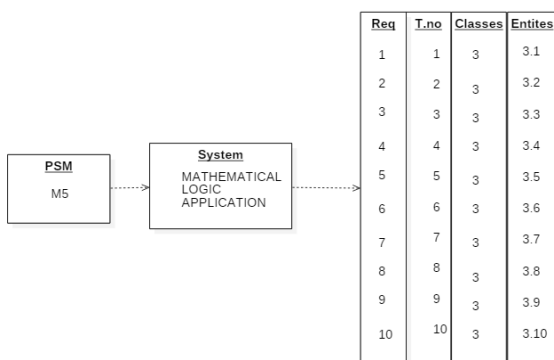 Req T.no Classes Entites
1 1 3 3.1
2 2 3 3.2
3 3 3 3.3
4 4 3 3.4
5 5 3 3.5
6 6 3 3.6
7 7 3 3.7
8 8 3 3.8
9 9 3 3.9
10 10 3 3.10
PSM
M5
System
MATHEMATICAL
LOGIC
APPLICATION